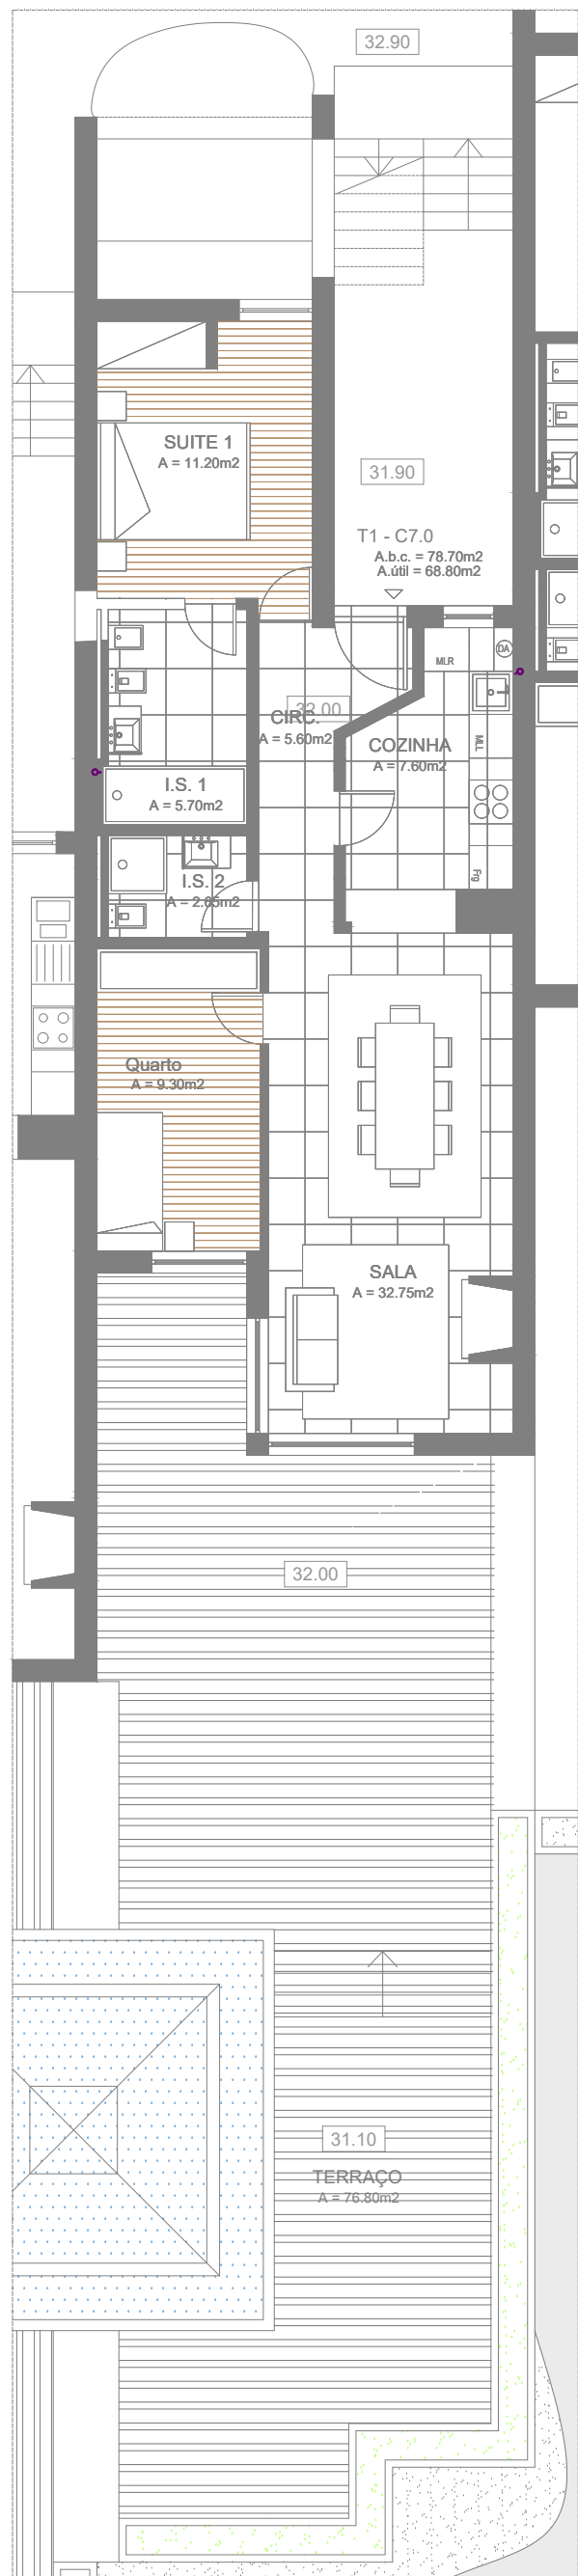 32.90
SUITE 1
A = 11.20m2
31.90
T1 - C7.0
A.b.c. = 78.70m2
A.útil = 68.80m2
DA
MLR
32.00
CIRC.
A = 5.60m2
COZINHA
A = 7.60m2
MLL
I.S. 1
A = 5.70m2
I.S. 2
A = 2.65m2
Frg
Quarto
A = 9.30m2
SALA
A = 32.75m2
32.00
31.10
TERRAÇO
A = 76.80m2